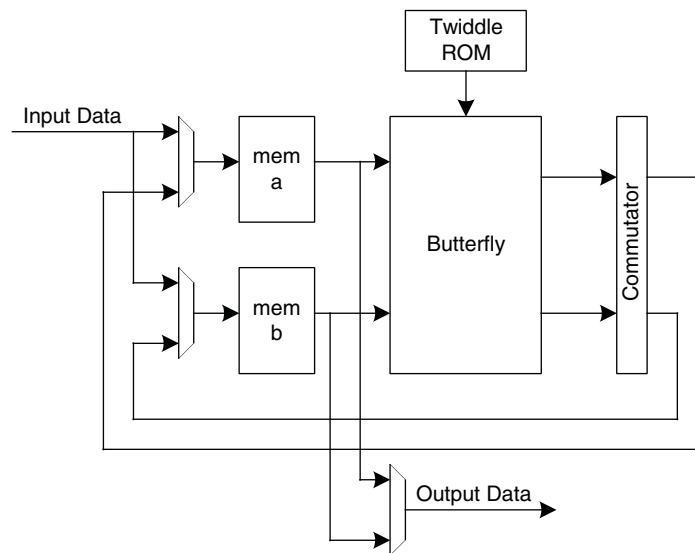 Twiddle
ROM
Input Data
mem
a
Butterfly
Commutator
mem
b
Output Data